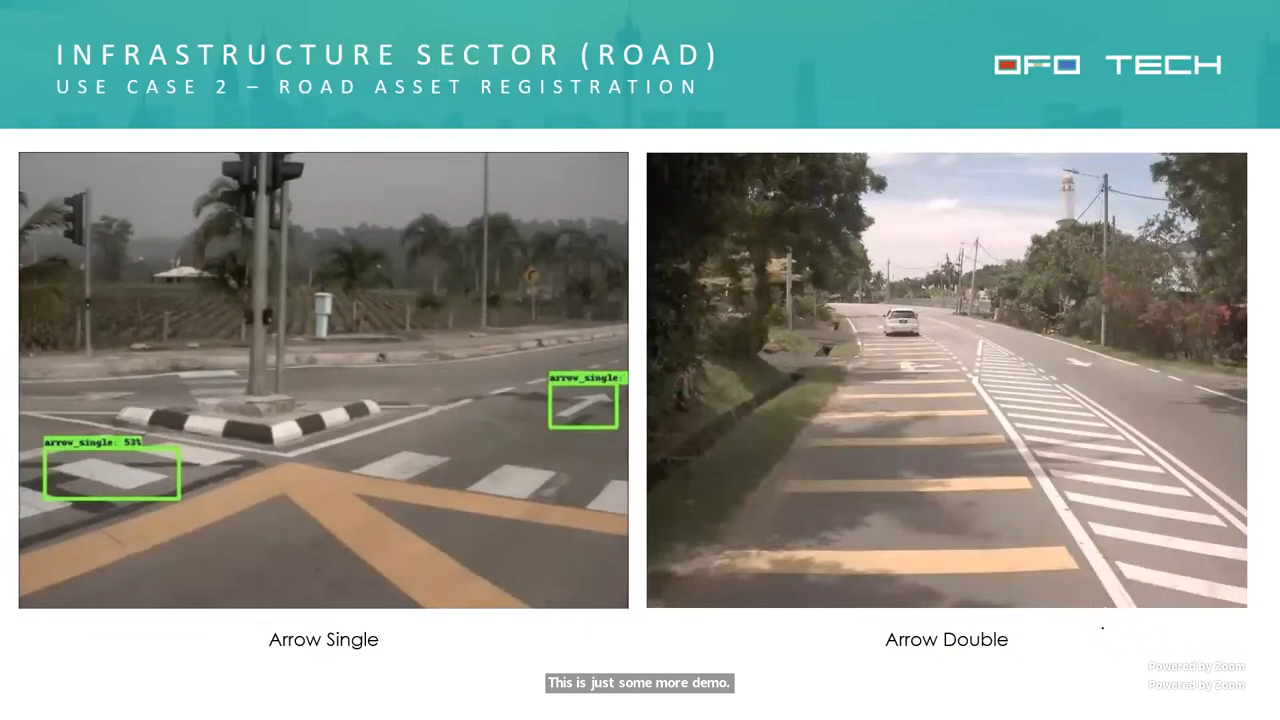 INFRASTRUCTURE SECTOR (ROAD)
USE CASE 2 – ROAD ASSET REGISTRATION
OFO TECH
arrow_single: 53%
arrow_single:
Arrow Single
Arrow Double
This is just some more demo.
Powered by Zoom
Powered by Zoom